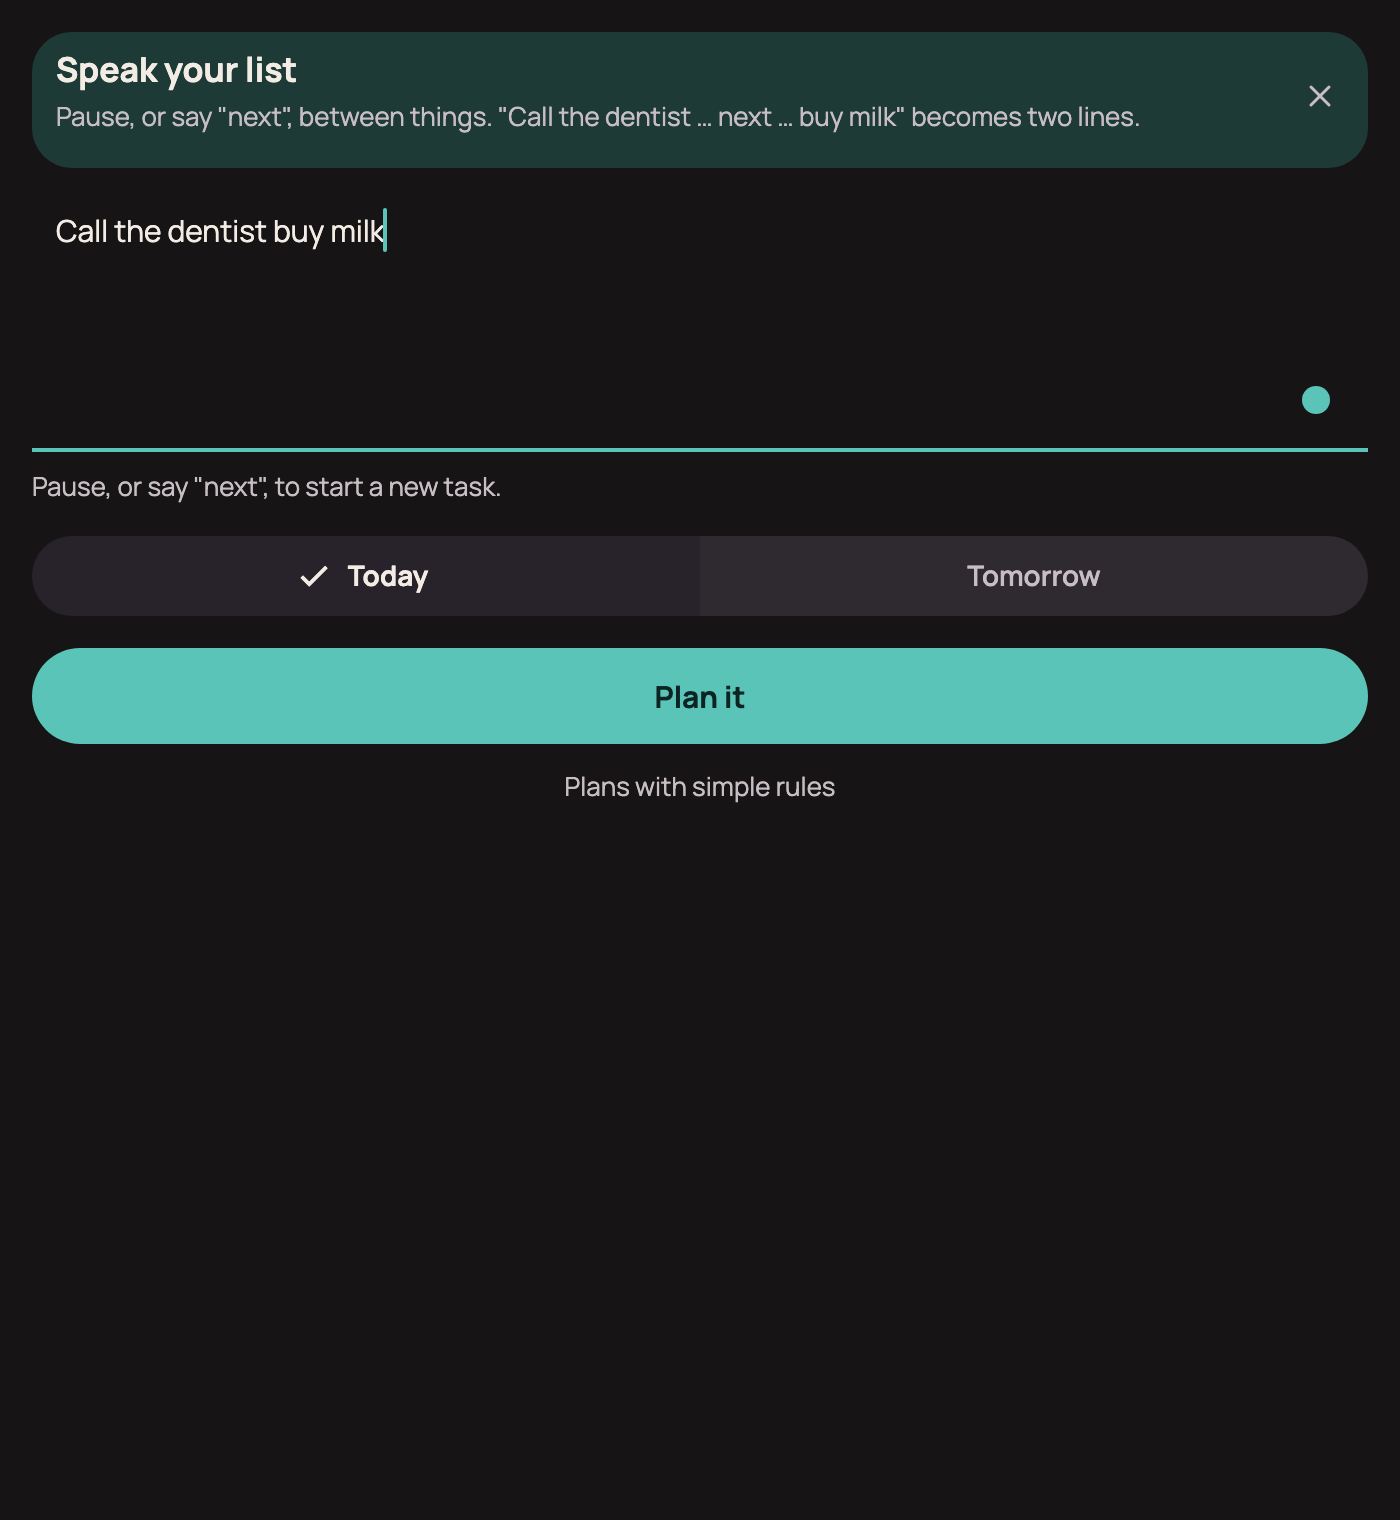 Speak your list
Pause, or say "next", between things. "Call the dentist ... next ... buy milk" becomes two lines.
Call the dentist buy milk
Pause, or say "next", to start a new task.
Today
Tomorrow
Plan it
Plans with simple rules